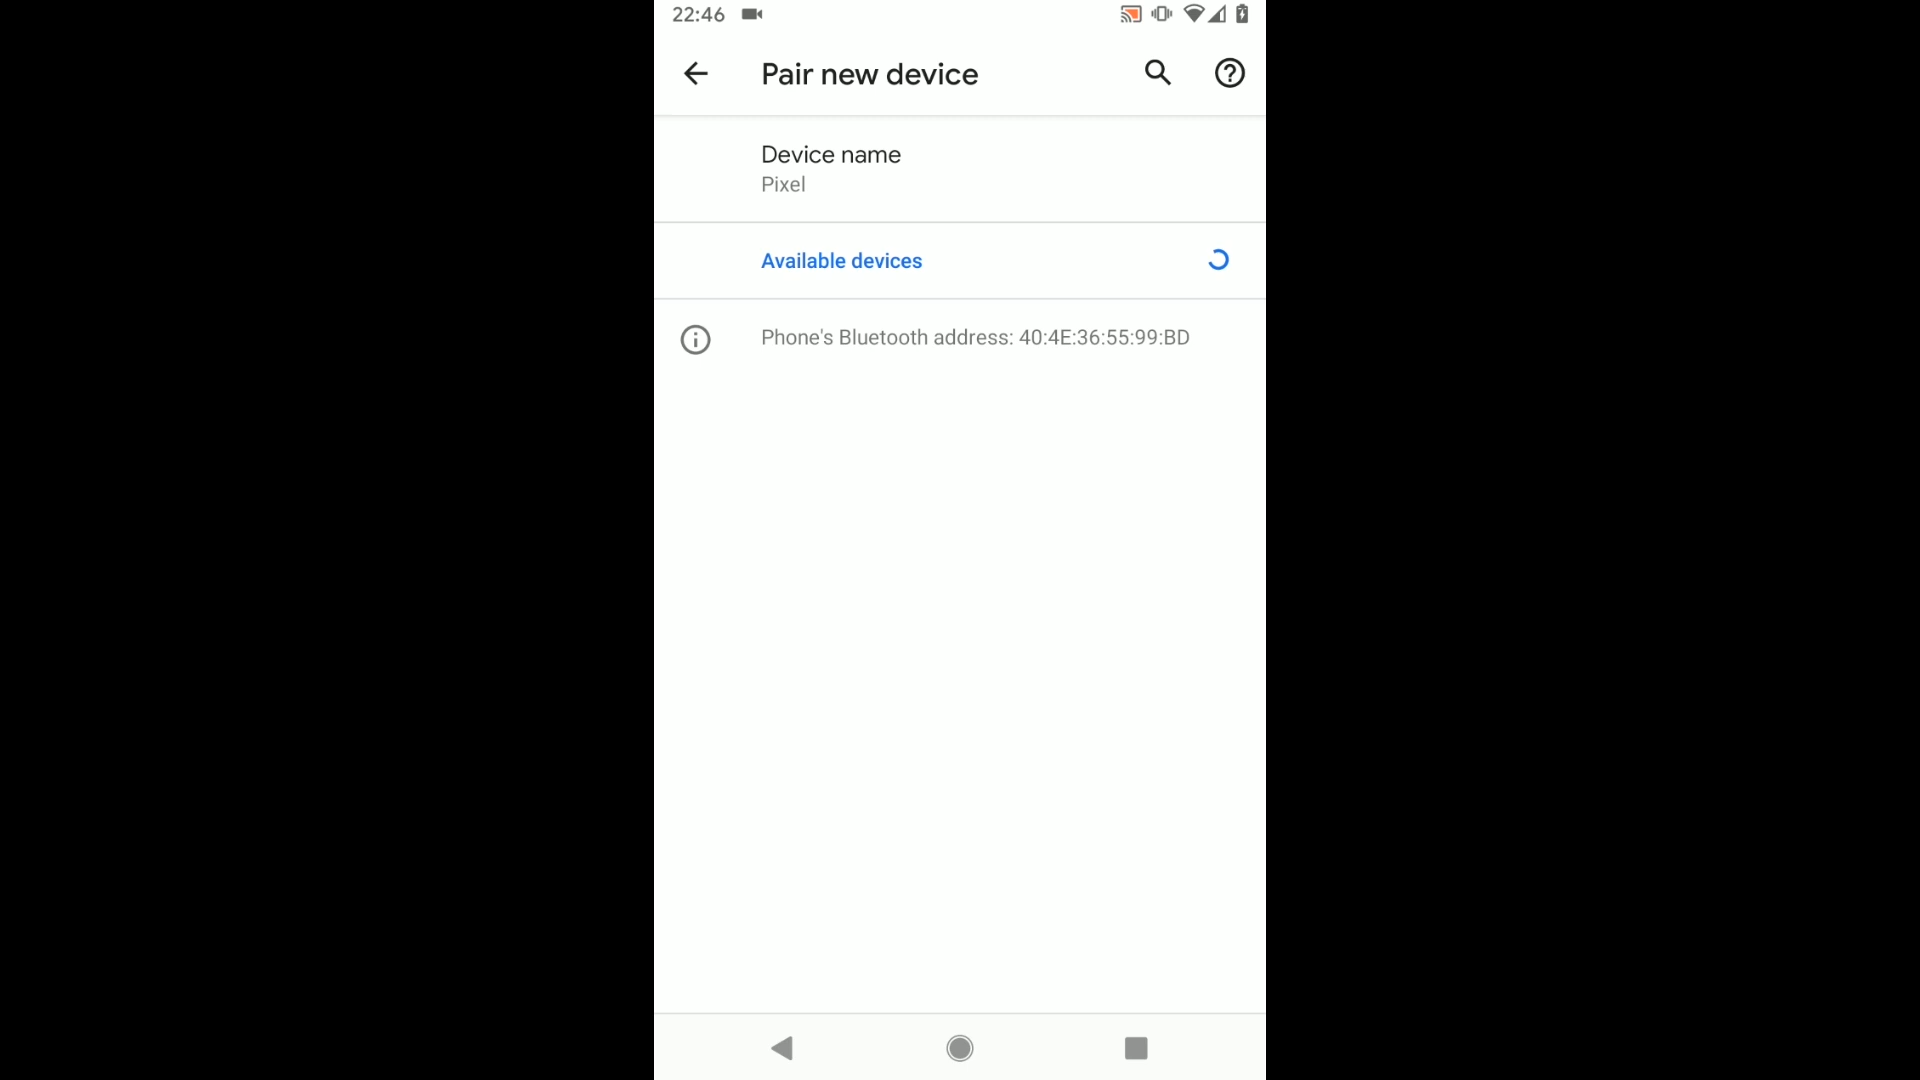 22:46
Pair new device
Device name
Pixel
Available devices
Phone's Bluetooth address: 40:4E:36:55:99:BD